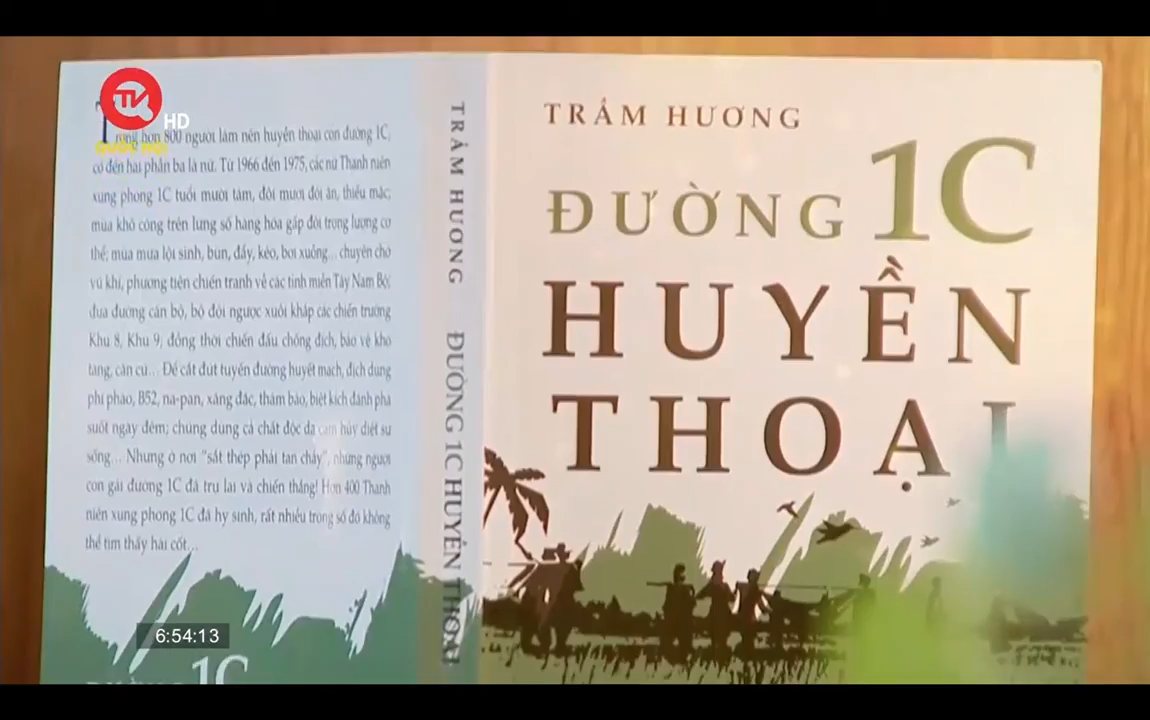 TV
HD
QUỐC HỘI
Trong hơn 800 người làm nên huyền thoại con đường 1C,
có đến hai phần ba là nữ. Từ 1966 đến 1975, các nữ Thanh niên
xung phong 1C tuổi mười tám, đôi mươi đói ăn, thiếu mặc;
mùa khô cõng trên lưng số hàng hóa gấp đôi trọng lượng cơ
thể; mùa mưa lội sình, bùn, đẩy, kéo, bơi xuồng... chuyên chở
vũ khí, phương tiện chiến tranh về các tỉnh miền Tây Nam Bộ;
đưa đường cán bộ, bộ đội ngược xuôi khắp các chiến trường
Khu 8, Khu 9, đồng thời chiến đấu chống địch, bảo vệ kho
tàng, căn cứ... Để cắt đứt tuyến đường huyết mạch, địch dùng
phi pháo, B52, na-pan, xăng đặc, thám báo, biệt kích đánh phá
suốt ngày đêm; chúng dùng cả chất độc da cam hủy diệt sự
sống... Nhưng ở nơi "sắt thép phải tan chảy", những người
con gái đường 1C đã trụ lại và chiến thắng! Hơn 400 Thanh
niên xung phong 1C đã hy sinh, rất nhiều trong số đó không
thể tìm thấy hài cốt...
1C
6:54:13
TRẦM HƯƠNG ĐƯỜNG 1C HUYỀN THOẠI
TRẦM HƯƠNG
ĐƯỜNG 1C
HUYỀN
THOẠI